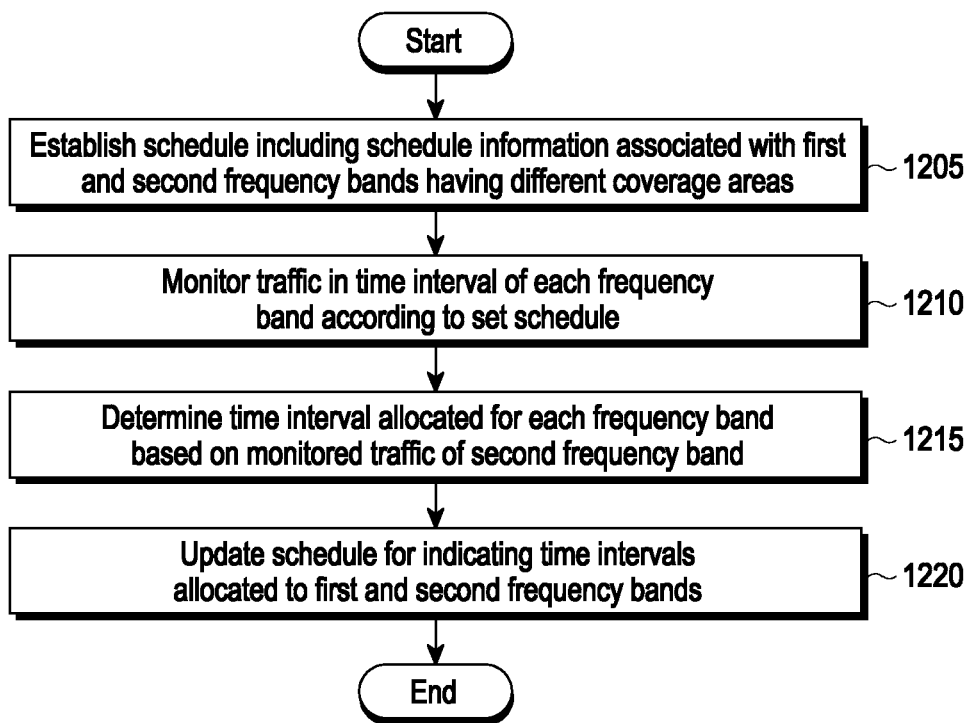 Start
Establish schedule including schedule information associated with first
and second frequency bands having different coverage areas
1205
Monitor traffic in time interval of each frequency
band according to set schedule
1210
Determine time interval allocated for each frequency band
based on monitored traffic of second frequency band
1215
Update schedule for indicating time intervals
allocated to first and second frequency bands
1220
End